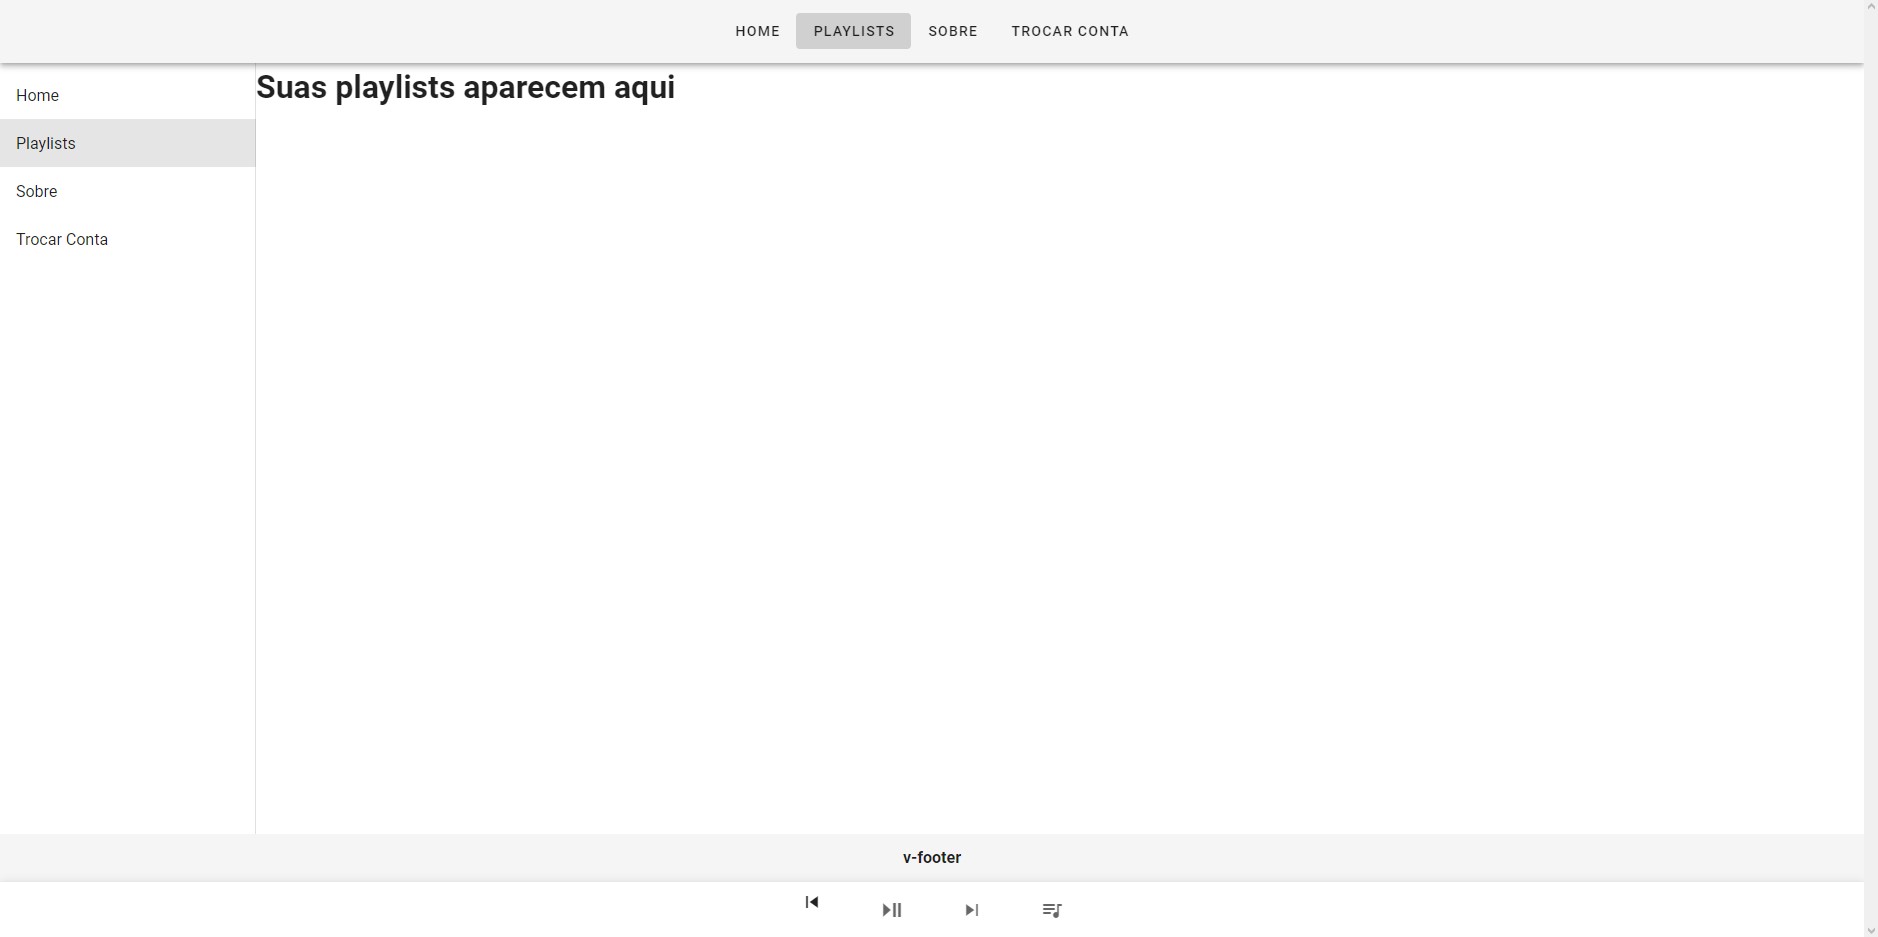 HOME PLAYLISTS SOBRE TROCAR CONTA
Home
Playlists
Sobre
Trocar Conta
Suas playlists aparecem aqui
v-footer